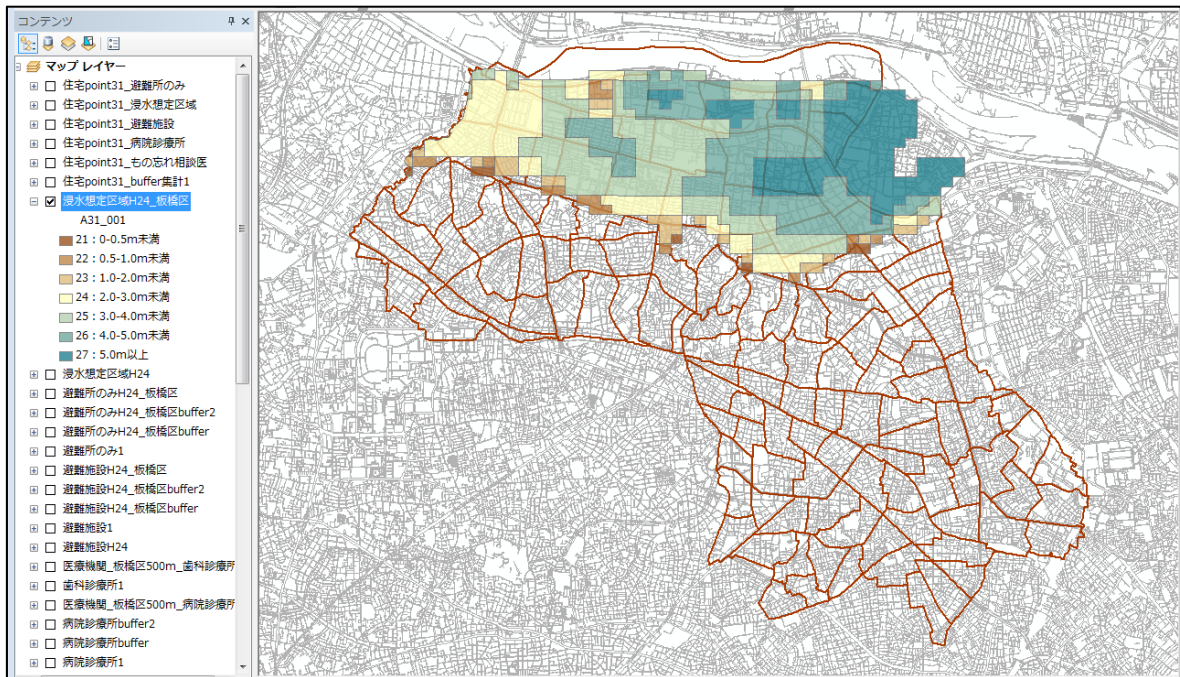 コンテンツ
マップ レイヤー
住宅point31_避難所のみ
住宅point31_浸水想定区域
住宅point31_避難施設
住宅point31_病院診療所
住宅point31_もの忘れ相談医
住宅point31_buffer集計1
浸水想定区域H24_板橋区
A31_001
21：0-0.5m未満
22：0.5-1.0m未満
23：1.0-2.0m未満
24：2.0-3.0m未満
25：3.0-4.0m未満
26：4.0-5.0m未満
27：5.0m以上
浸水想定区域H24
避難所のみH24_板橋区
避難所のみH24_板橋区buffer2
避難所のみH24_板橋区buffer
避難所のみ1
避難施設H24_板橋区
避難施設H24_板橋区buffer2
避難施設H24_板橋区buffer
避難施設1
避難施設H24
医療機関_板橋区500m_歯科診療所
歯科診療所1
医療機関_板橋区500m_病院診療所
病院診療所buffer2
病院診療所buffer
病院診療所1